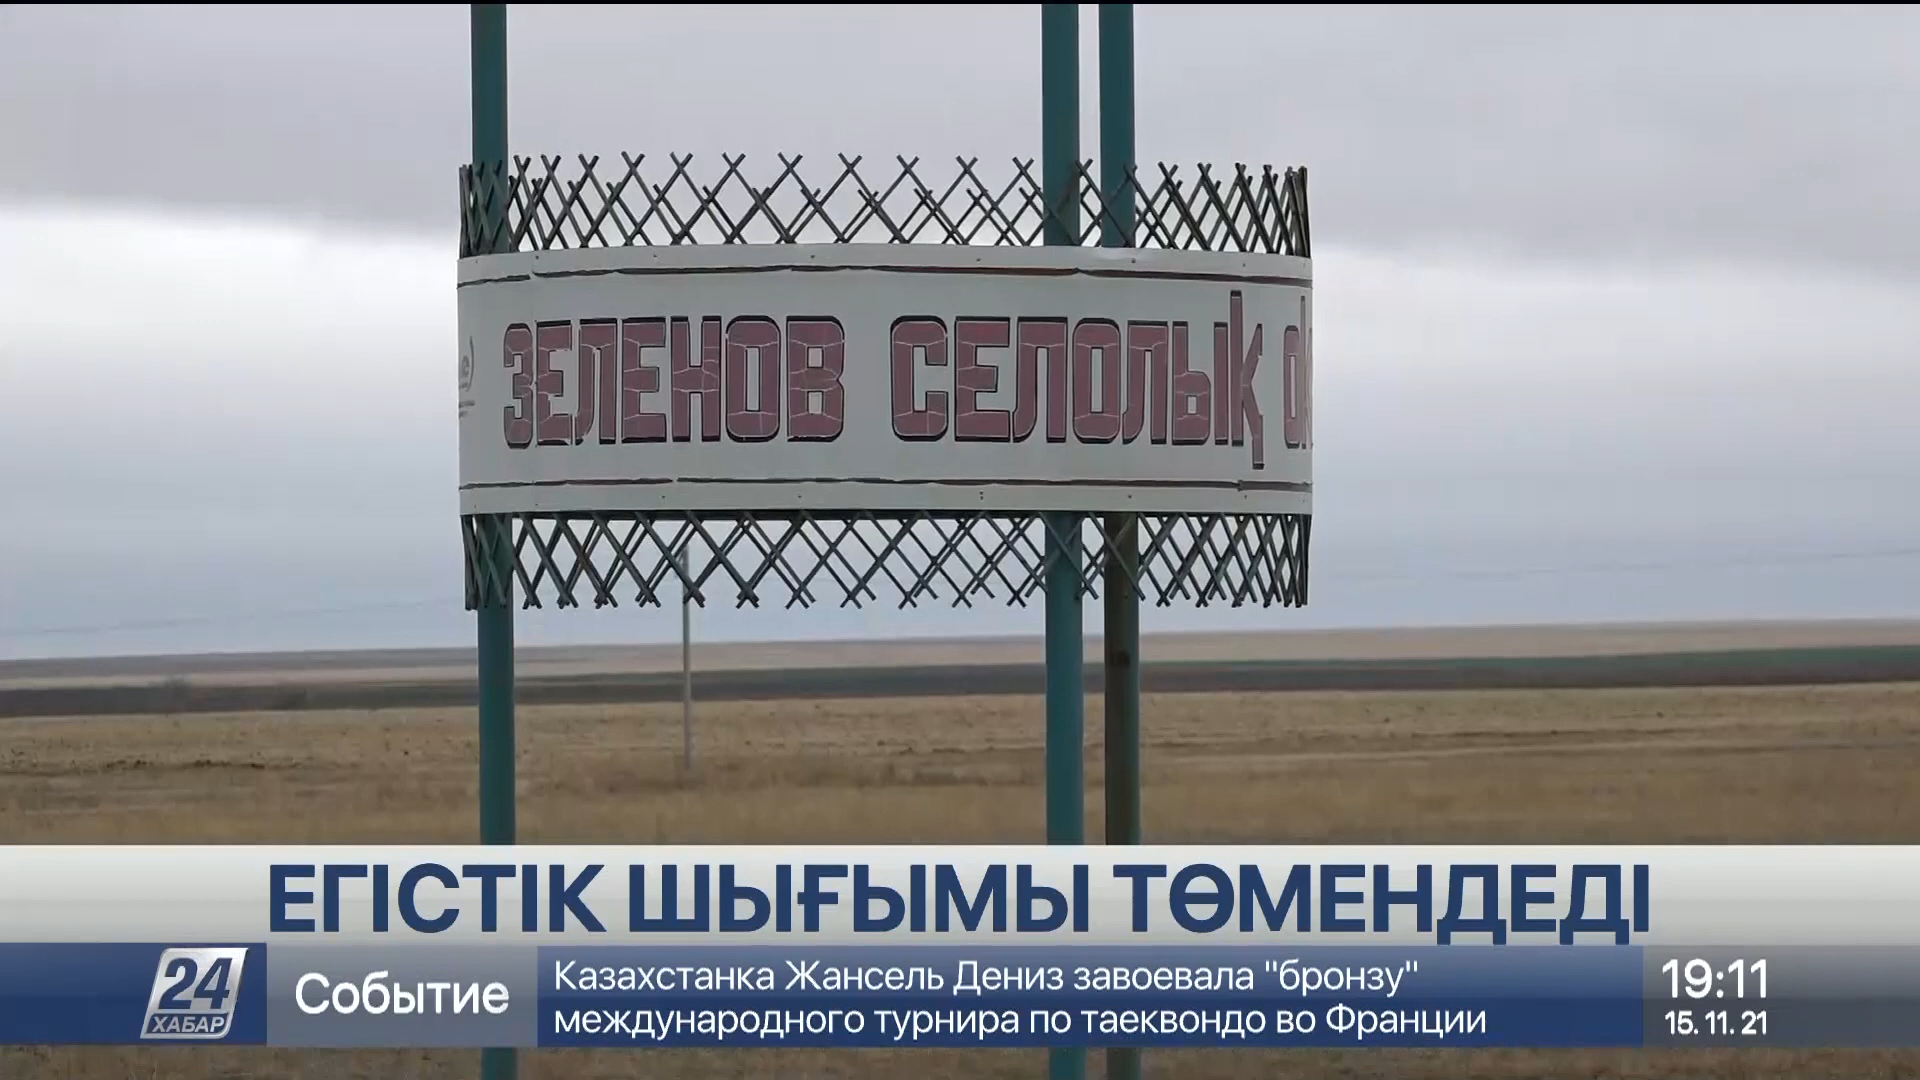 ЗЕЛЕНОВ СЕЛОЛЫҚ
ЕГІСТІК ШЫҒЫМЫ ТӨМЕНДЕДІ
24
ХАБАР
Событие
Казахстанка Жансель Дениз завоевала "бронзу"
международного турнира по таеквондо во Франции
19:11
15. 11. 21